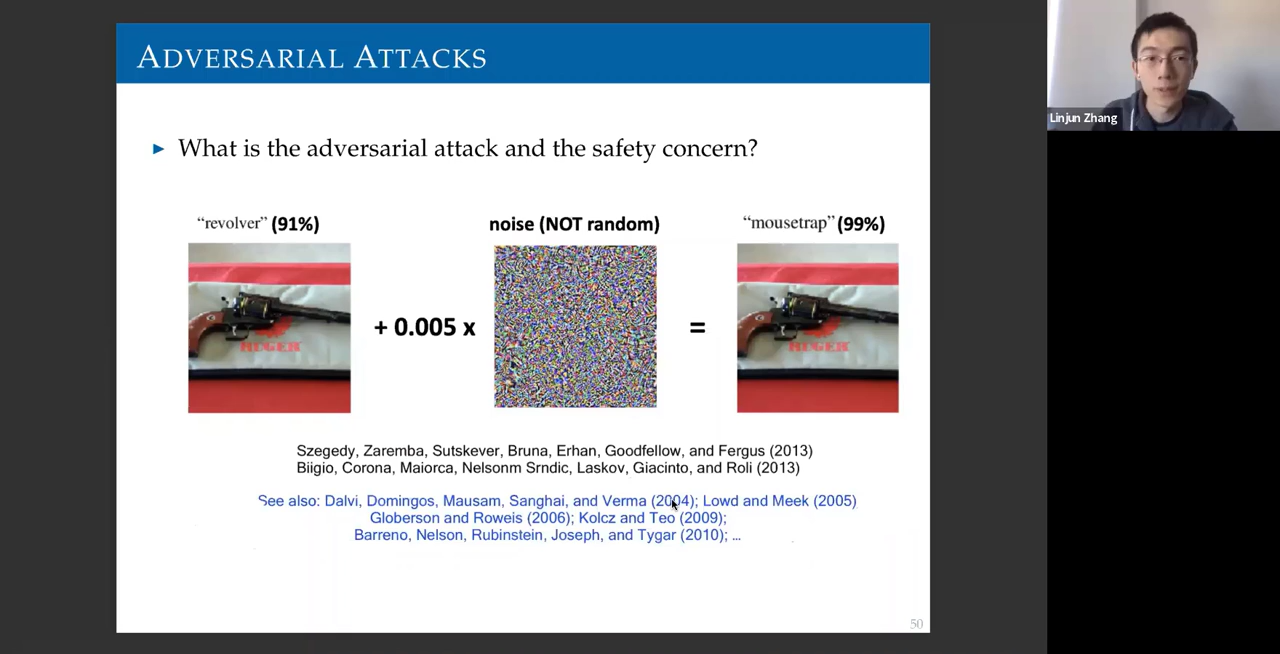 ADVERSARIAL ATTACKS
Linjun Zhang
What is the adversarial attack and the safety concern?
“revolver” (91%)
noise (NOT random)
“mousetrap” (99%)
RUGER
+ 0.005 x
=
RUGER
Szegedy, Zaremba, Sutskever, Bruna, Erhan, Goodfellow, and Fergus (2013)
Biigio, Corona, Maiorca, Nelsonm Srndic, Laskov, Giacinto, and Roli (2013)
See also: Dalvi, Domingos, Mausam, Sanghai, and Verma (2004); Lowd and Meek (2005)
Globerson and Roweis (2006); Kolcz and Teo (2009);
Barreno, Nelson, Rubinstein, Joseph, and Tygar (2010); ...
50